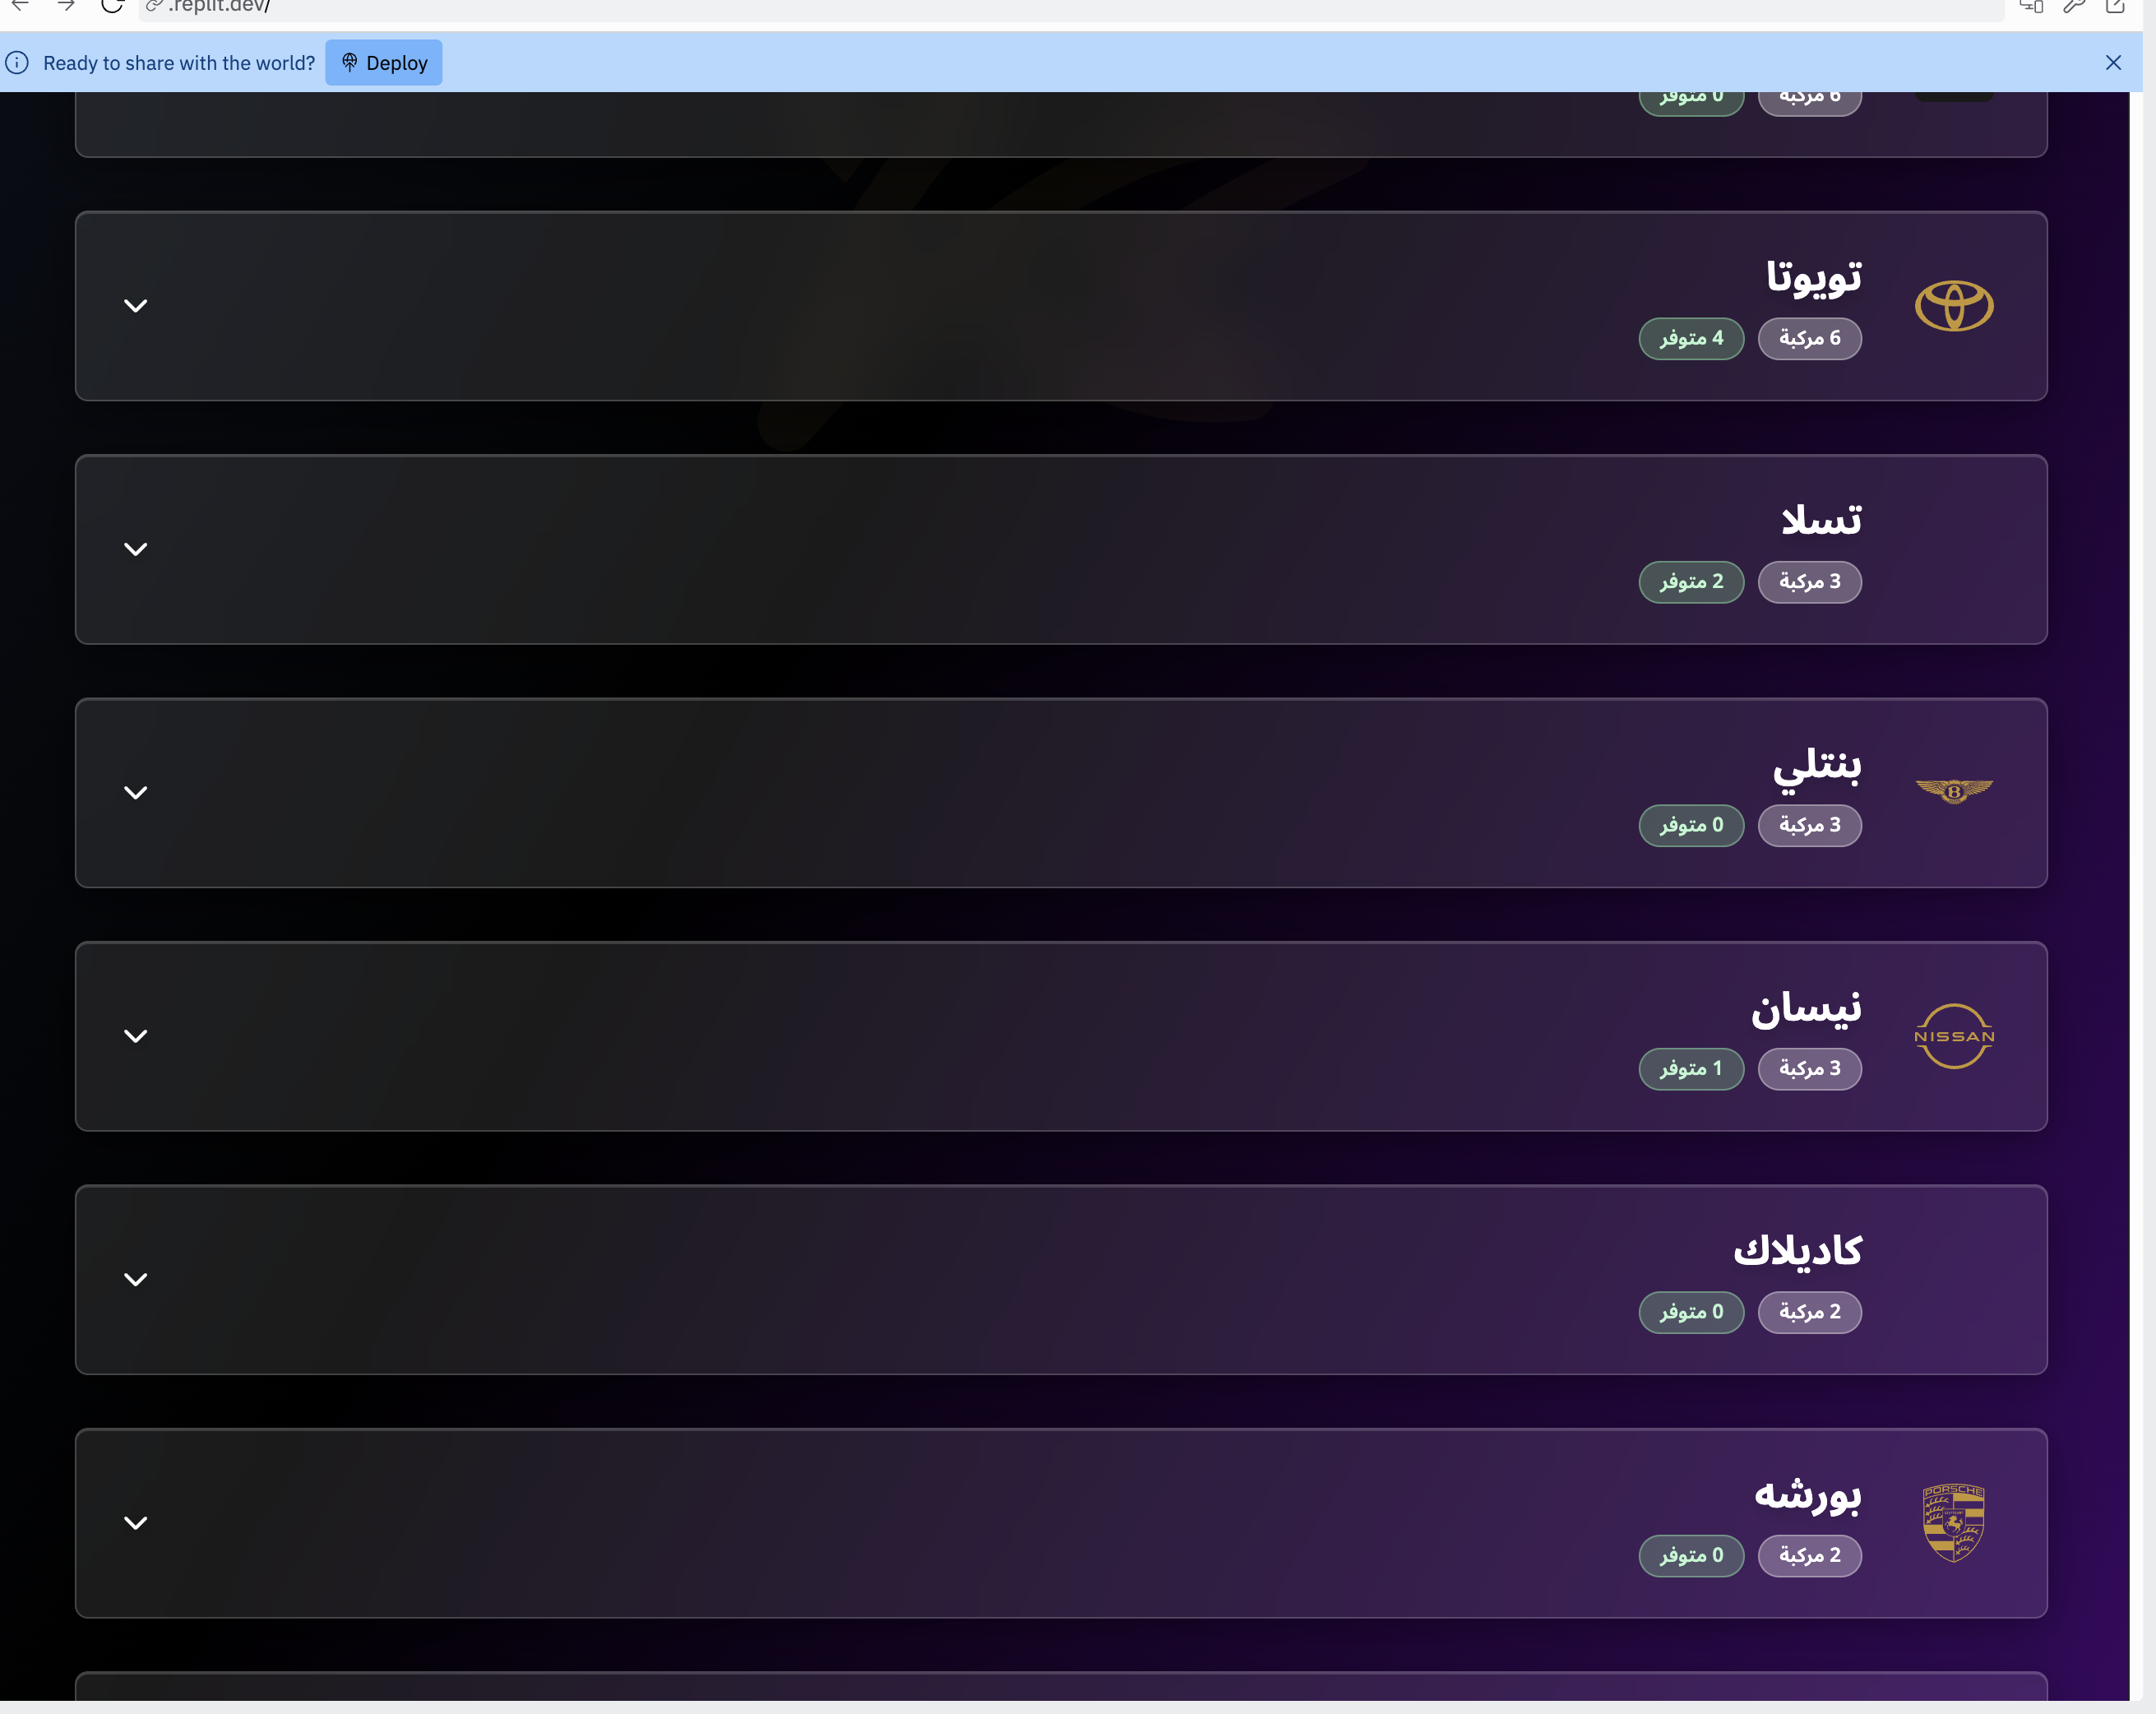 .replit.dev/
Ready to share with the world? Deploy
6 مركبة 0 متوفر
تويوتا
6 مركبة 4 متوفر
تسلا
3 مركبة 2 متوفر
بنتلي
B
3 مركبة 0 متوفر
نيسان
NISSAN
3 مركبة 1 متوفر
كاديلاك
2 مركبة 0 متوفر
بورشه
PORSCHE
2 مركبة 0 متوفر